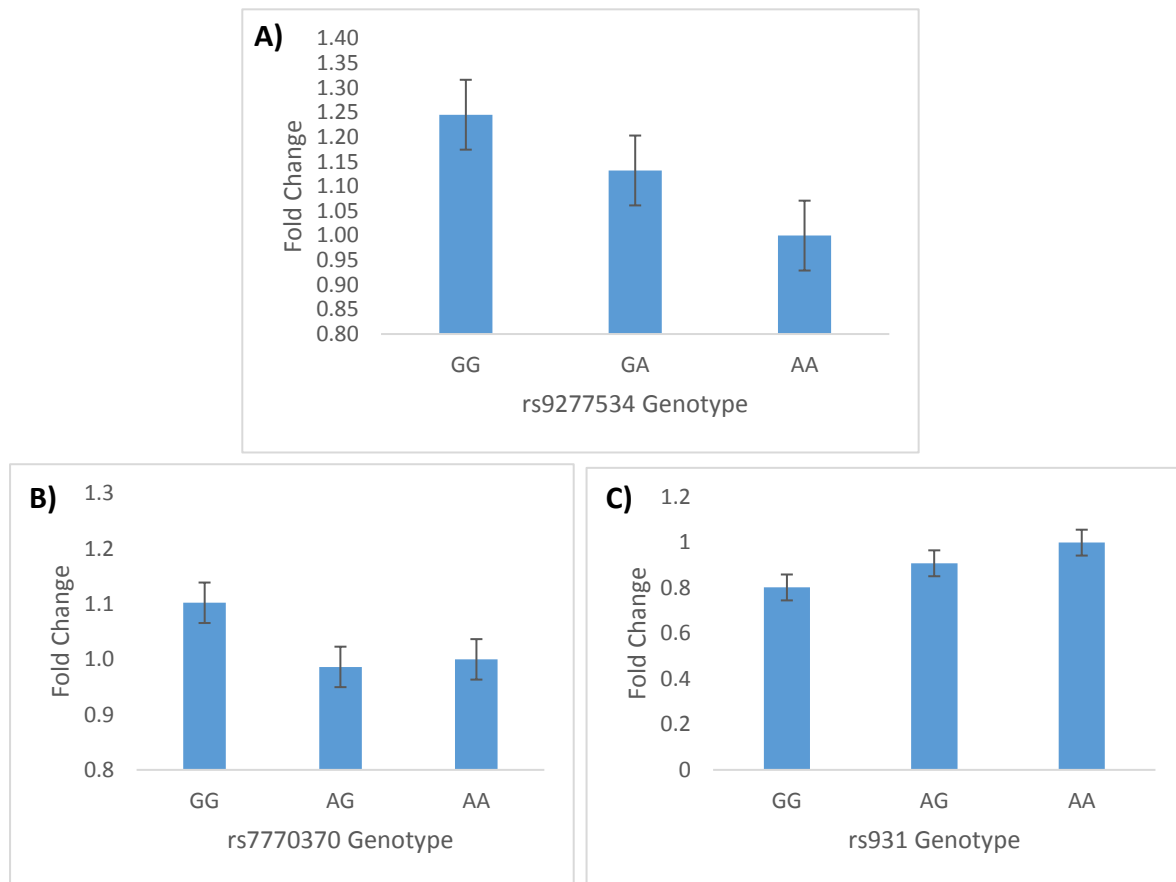 A)
1.40
1.35
1.30
1.25
1.20
1.15
1.10
1.05
1.00
0.95
0.90
0.85
0.80
Fold Change
GG GA AA
rs9277534 Genotype
B)
1.3
1.2
1.1
1.0
0.9
0.8
Fold Change
GG AG AA
rs7770370 Genotype
C)
1.2
1
0.8
0.6
0.4
0.2
0
Fold Change
GG AG AA
rs931 Genotype